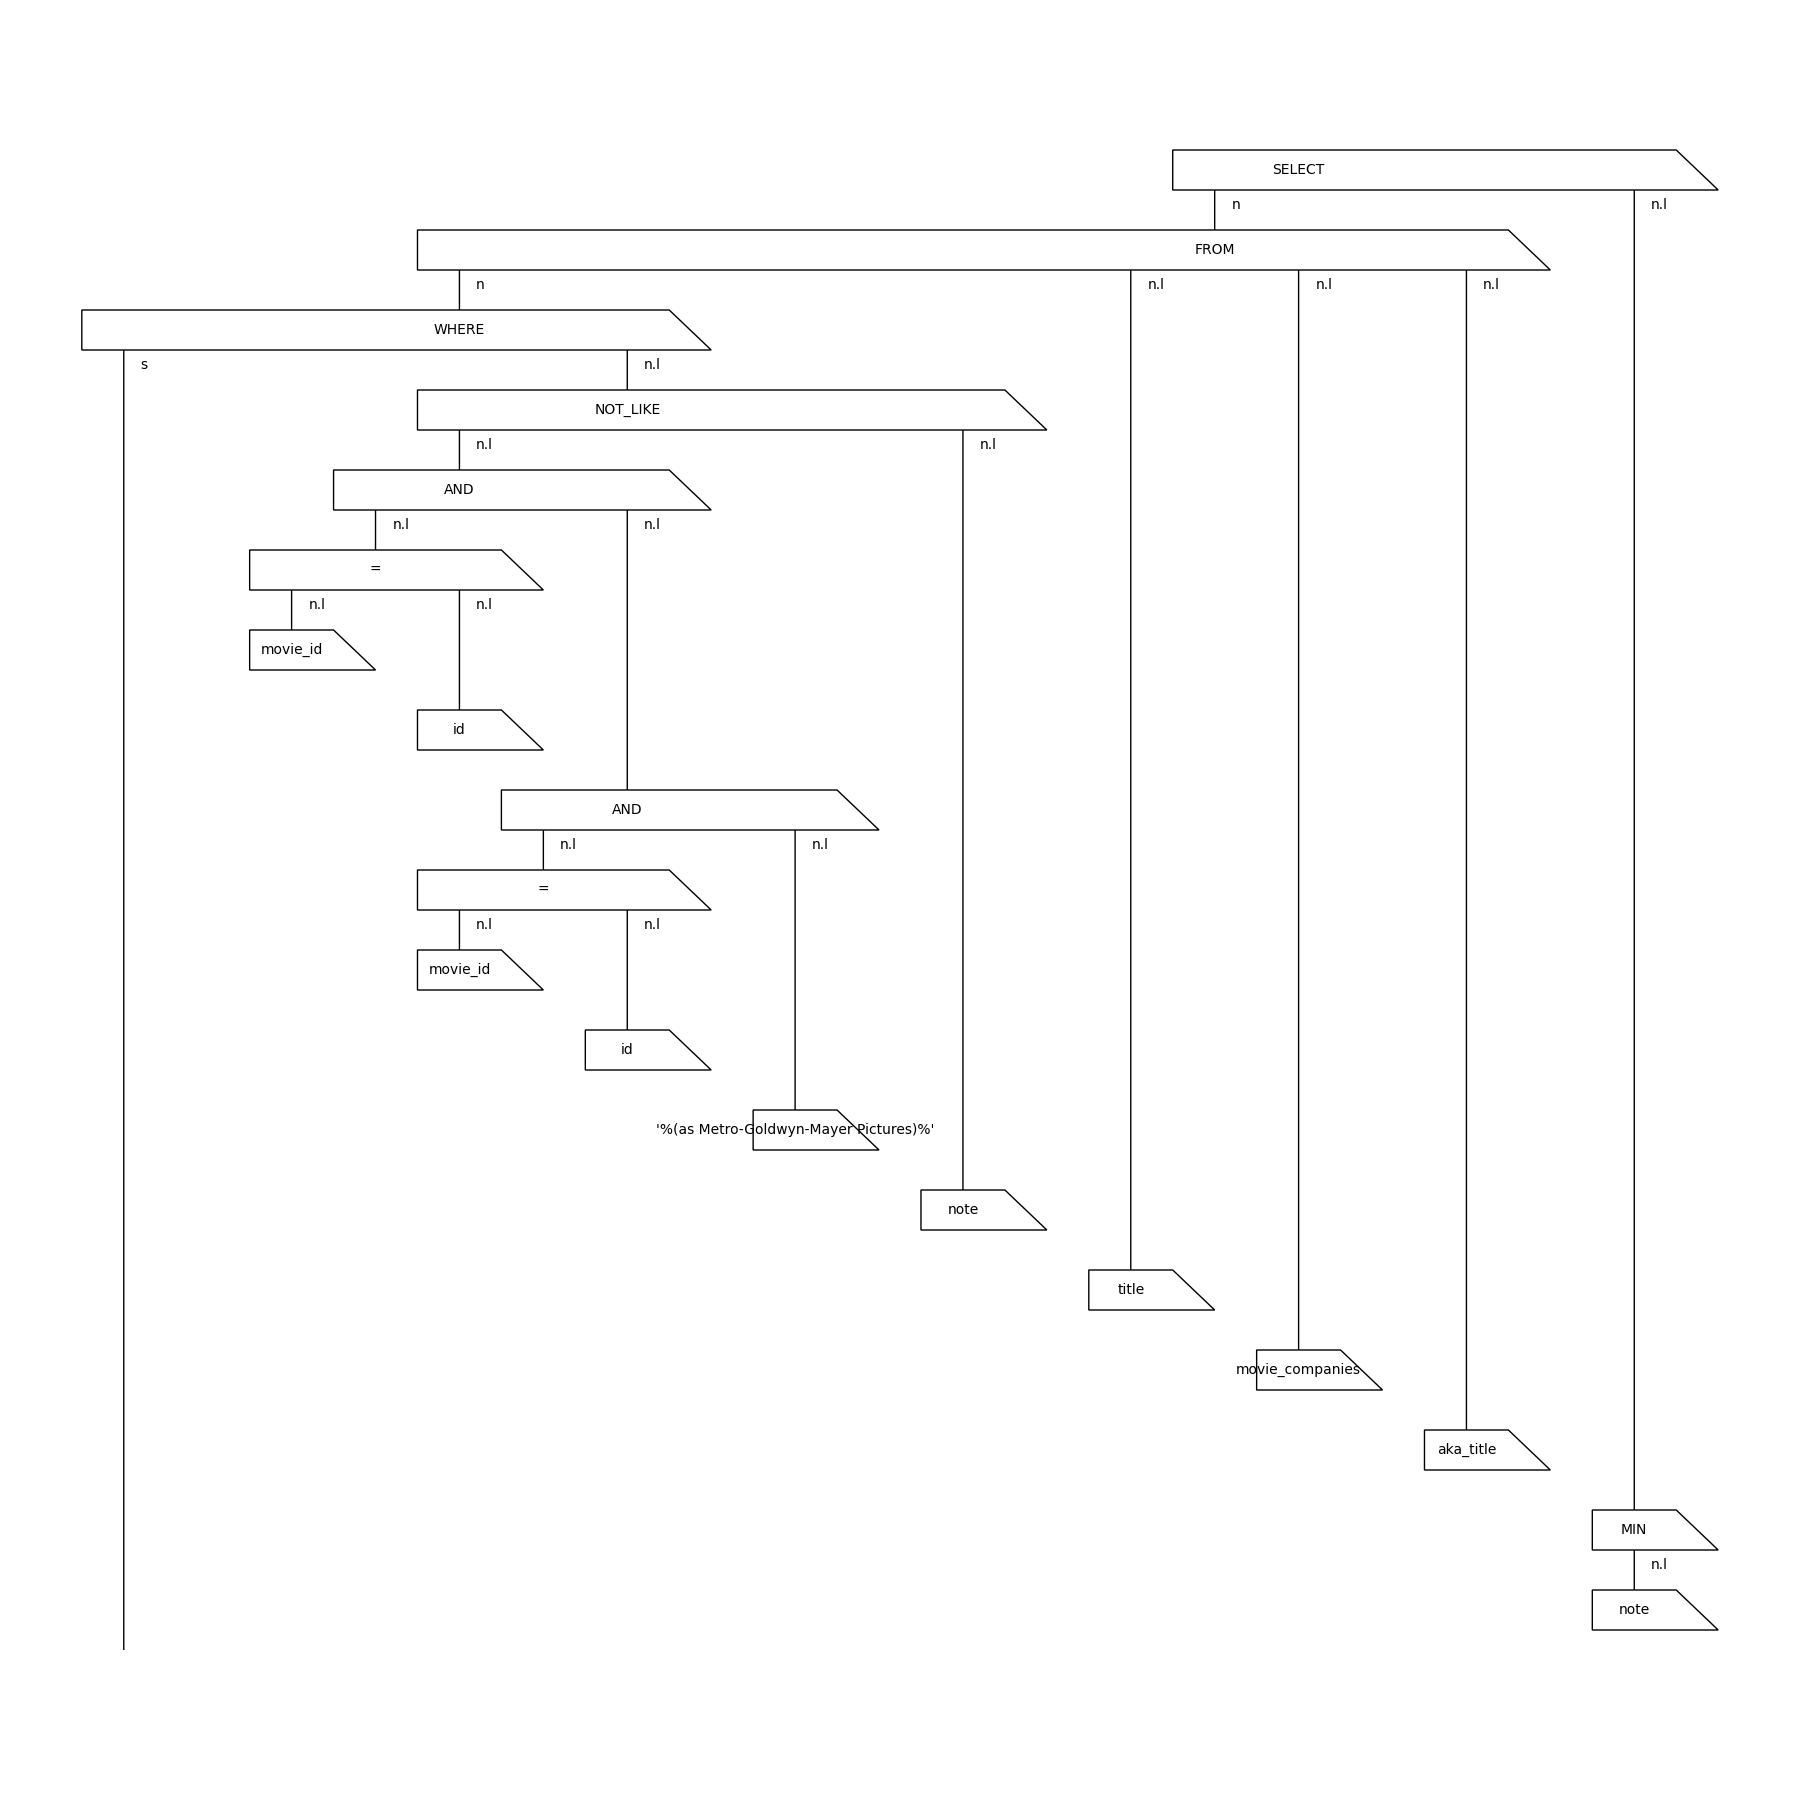 SELECT
n n.l
FROM
n n.l n.l n.l
WHERE
s n.l
NOT_LIKE
n.l n.l
AND
n.l n.l
=
n.l n.l
movie_id
id
AND
n.l n.l
=
n.l n.l
movie_id
id
'%(as Metro-Goldwyn-Mayer Pictures)%'
note
title
movie_companies
aka_title
MIN
n.l
note